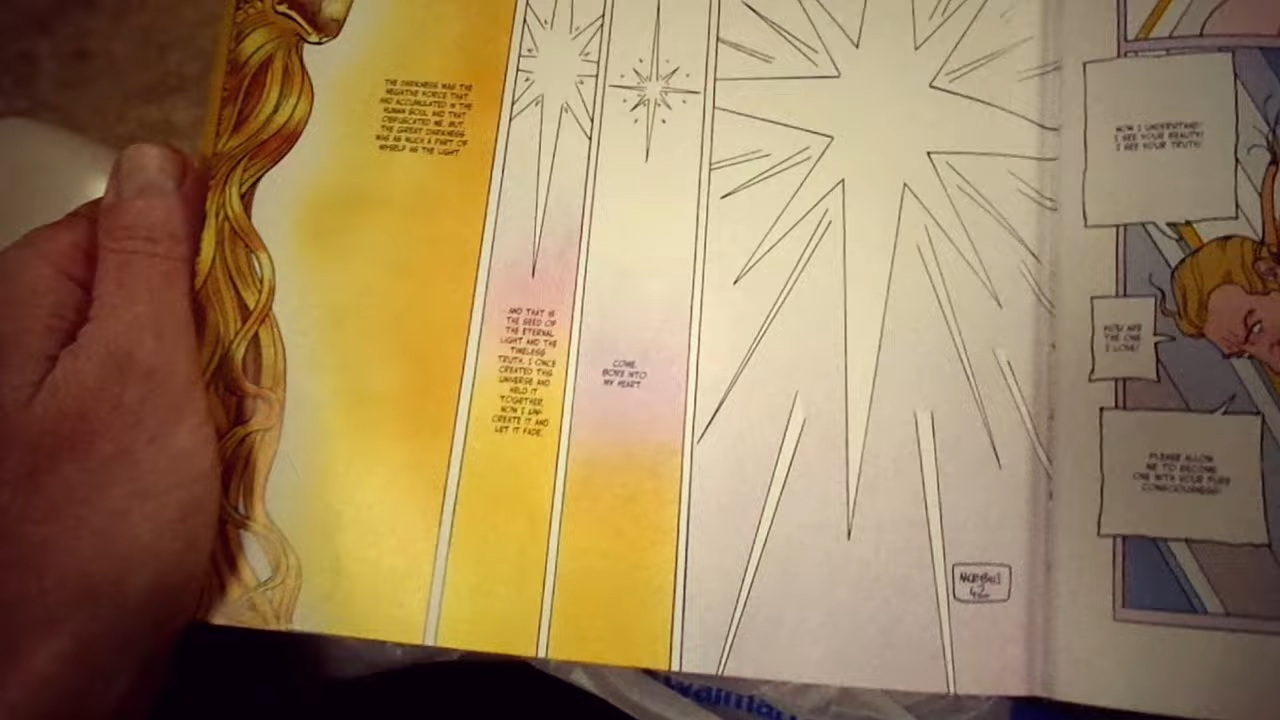 THE DARKNESS WAS THE
NEGATIVE FORCE THAT
HAD ACCUMULATED IN THE
HUMAN SOUL AND THAT
OBFUSCATED ME. BUT
THE GREAT DARKNESS
WAS AS MUCH A PART OF
MYSELF AS THE LIGHT
AND THAT IS
THE SEED OF
THE ETERNAL
LIGHT AND THE
TIMELESS
TRUTH. I ONCE
CREATED THIS
UNIVERSE AND
HELD IT
TOGETHER.
NOW I UN-
CREATE IT AND
LET IT FADE.
COME,
BORE INTO
MY HEART
NOW I UNDERSTAND!
I SEE YOUR BEAUTY!
I SEE YOUR TRUTH!
YOU ARE
THE ONE
I LOVE!
PLEASE ALLOW
ME TO BECOME
ONE WITH YOUR PURE
CONSCIOUSNESS!
Walmart